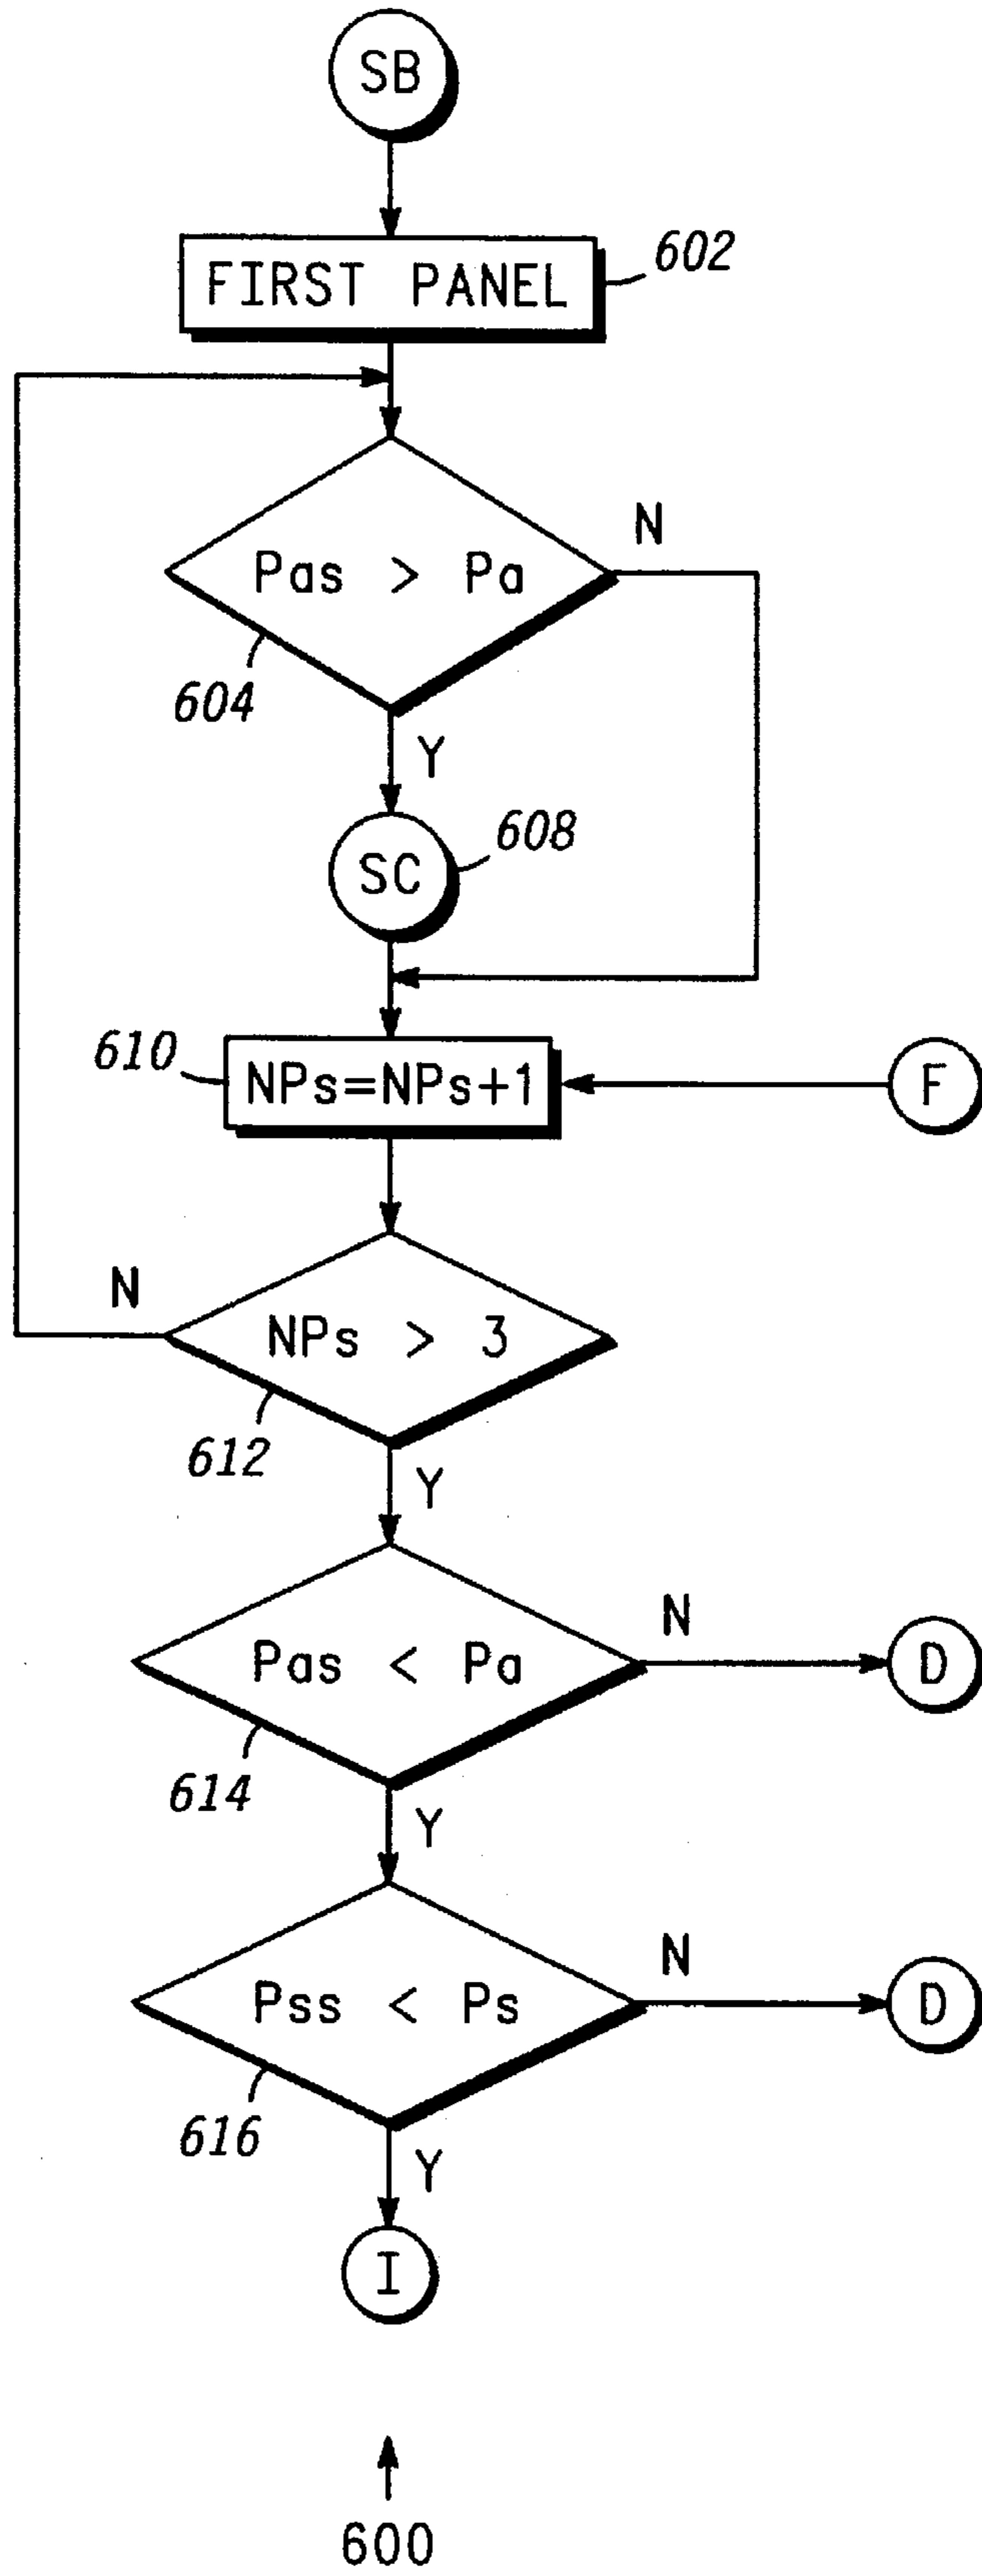 SB
FIRST PANEL
602
Pas > Pa
N
604
Y
SC
608
610
NPs=NPs+1
F
N
NPs > 3
612
Y
Pas < Pa
N
D
614
Y
Pss < Ps
N
D
616
Y
I
600